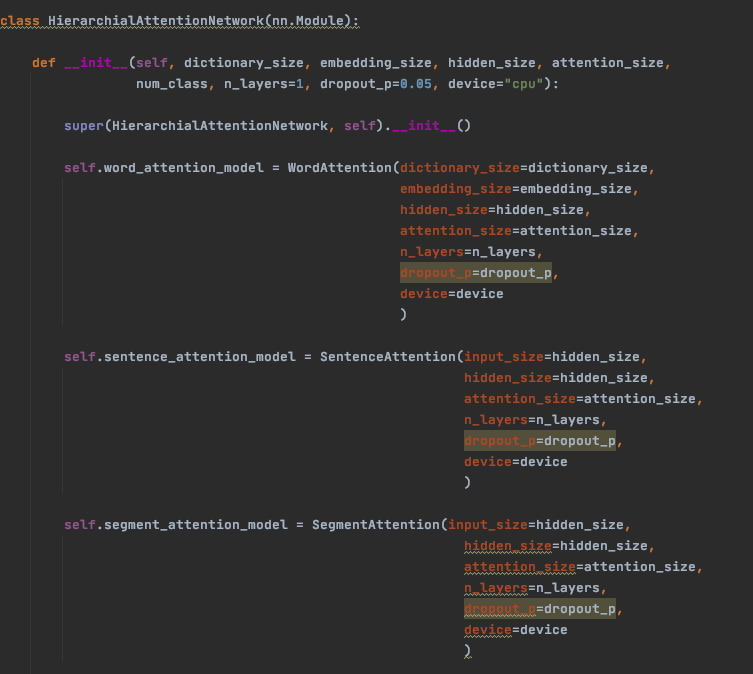 class HierarchialAttentionNetwork(nn.Module):
def __init__(self, dictionary_size, embedding_size, hidden_size, attention_size,
num_class, n_layers=1, dropout_p=0.05, device="cpu"):
super(HierarchialAttentionNetwork, self).__init__()
self.word_attention_model = WordAttention(dictionary_size=dictionary_size,
embedding_size=embedding_size,
hidden_size=hidden_size,
attention_size=attention_size,
n_layers=n_layers,
dropout_p=dropout_p,
device=device
)
self.sentence_attention_model = SentenceAttention(input_size=hidden_size,
hidden_size=hidden_size,
attention_size=attention_size,
n_layers=n_layers,
dropout_p=dropout_p,
device=device
)
self.segment_attention_model = SegmentAttention(input_size=hidden_size,
hidden_size=hidden_size,
attention_size=attention_size,
n_layers=n_layers,
dropout_p=dropout_p,
device=device
)